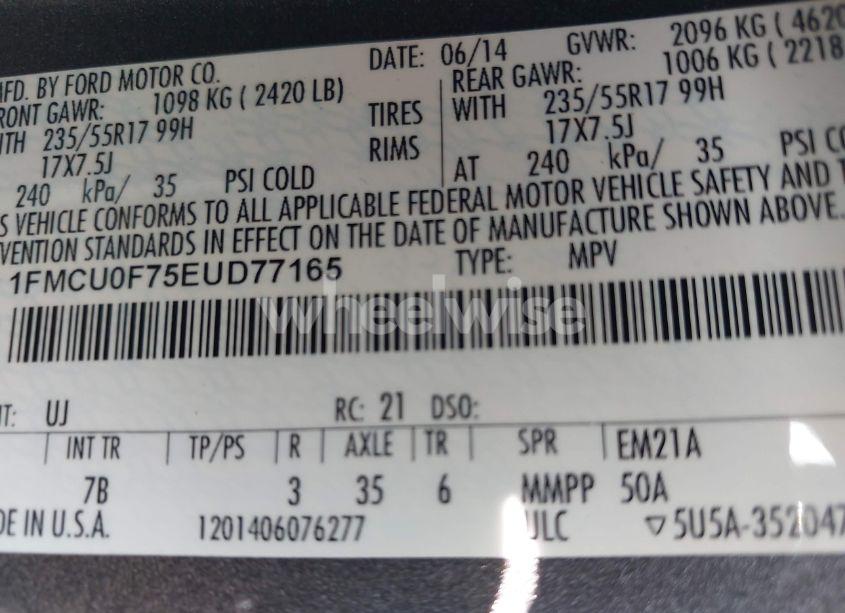 MFD. BY FORD MOTOR CO. DATE: 06/14 GVWR: 2096 KG ( 4620
FRONT GAWR: 1098 KG ( 2420 LB) REAR GAWR: 1006 KG ( 2218
WITH 235/55R17 99H TIRES WITH 235/55R17 99H
17X7.5J RIMS 17X7.5J
240 kPa/ 35 PSI COLD AT 240 kPa/ 35 PSI CO
S VEHICLE CONFORMS TO ALL APPLICABLE FEDERAL MOTOR VEHICLE SAFETY AND T
VENTION STANDARDS IN EFFECT ON THE DATE OF MANUFACTURE SHOWN ABOVE.
1FMCU0F75EUD77165 TYPE: MPV
wheelwise
NT: UJ RC: 21 DSO:
INT TR TP/PS R AXLE TR SPR EM21A
7B 3 35 6 MMPP 50A
DE IN U.S.A. 1201406076277 ULC ▽5U5A-352047